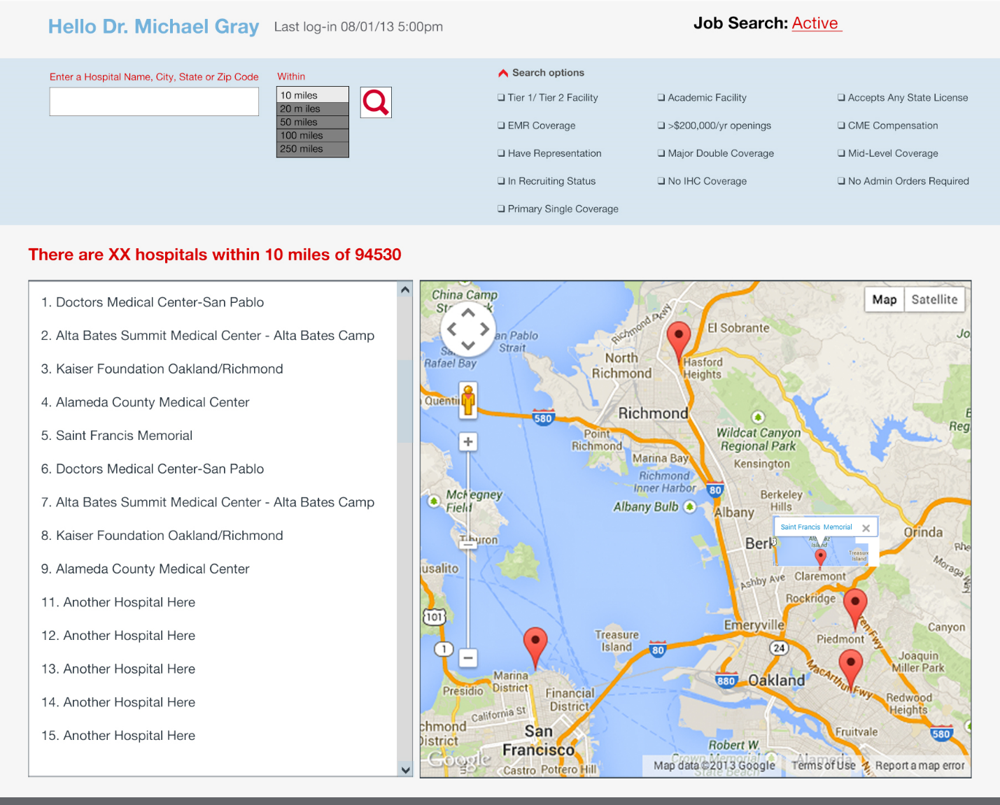 Hello Dr. Michael Gray Last log-in 08/01/13 5:00pm
Job Search: Active
Enter a Hospital Name, City, State or Zip Code
Within
10 miles
20 m iles
50 miles
100 miles
250 miles
Search options
Tier 1/ Tier 2 Facility
Academic Facility
Accepts Any State License
EMR Coverage
>$200,000/yr openings
CME Compensation
Have Representation
Major Double Coverage
Mid-Level Coverage
In Recruiting Status
No IHC Coverage
No Admin Orders Required
Primary Single Coverage
There are XX hospitals within 10 miles of 94530
1. Doctors Medical Center-San Pablo
2. Alta Bates Summit Medical Center - Alta Bates Camp
3. Kaiser Foundation Oakland/Richmond
4. Alameda County Medical Center
5. Saint Francis Memorial
6. Doctors Medical Center-San Pablo
7. Alta Bates Summit Medical Center - Alta Bates Camp
8. Kaiser Foundation Oakland/Richmond
9. Alameda County Medical Center
11. Another Hospital Here
12. Another Hospital Here
13. Another Hospital Here
14. Another Hospital Here
15. Another Hospital Here
China Camp
Map
Satellite
Richmond Pkwy
El Sobrante
Jo
an Pablo
Strait
Rafael Bay
North
Richmond
Hasford
Heights
Quenti
580
Richmond
Reg
Point
Richmond
Wildcat Canyon
Regional Park
Marina Bay
Kensington
Richmond
Inner Harbor
80
McKegney
Field
Albany Bulb
Albany
Berkeley
Hills
Saint Francis Memorial
Orinda
Tiburon
Berk
Island
Treasure
Island
Rhe
Moraga
usalito
Ashby Ave
Claremont
Rockridge
101
Emeryville
Canyon
Treasure
Island
Piedmont
1
80
24
Joaquin
Miller Park
Marina
District
Presidio
Financial
District
880
Oakland
MacArthur Fwy
Redwood
Heights
California St
chmond
District
San
Francisco
Fruitvale
580
Robert W.
Crown Memorial
State Beach
Alameda
Google
Castro
Potrero Hill
Map data ©2013 Google
Terms of Use
Report a map error